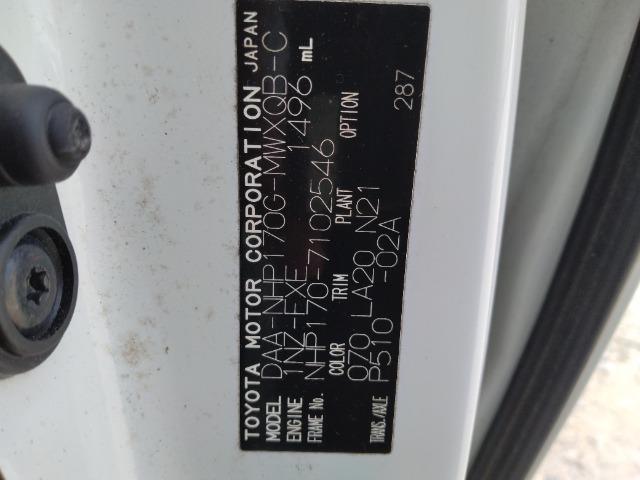 TOYOTA MOTOR CORPORATION JAPAN
MODEL DAA-NHP170G-MWXQB-C
ENGINE 1NZ-EXE 1496 mL
FRAME No. NHP170-7102546
COLOR TRIM PLANT OPTION
070 LA20 N21 287
TRANS./AXLE P510 -02A